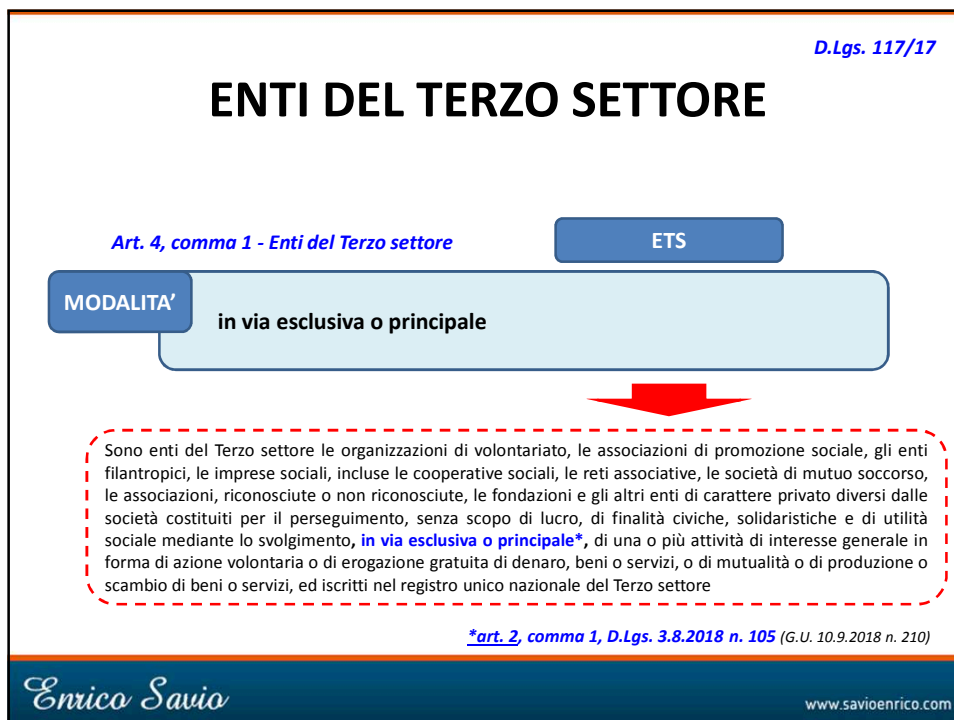 D.Lgs. 117/17
ENTI DEL TERZO SETTORE
Art. 4, comma 1 - Enti del Terzo settore
ETS
MODALITA’
in via esclusiva o principale
Sono enti del Terzo settore le organizzazioni di volontariato, le associazioni di promozione sociale, gli enti
filantropici, le imprese sociali, incluse le cooperative sociali, le reti associative, le società di mutuo soccorso,
le associazioni, riconosciute o non riconosciute, le fondazioni e gli altri enti di carattere privato diversi dalle
società costituiti per il perseguimento, senza scopo di lucro, di finalità civiche, solidaristiche e di utilità
sociale mediante lo svolgimento, in via esclusiva o principale*, di una o più attività di interesse generale in
forma di azione volontaria o di erogazione gratuita di denaro, beni o servizi, o di mutualità o di produzione o
scambio di beni o servizi, ed iscritti nel registro unico nazionale del Terzo settore
*art. 2, comma 1, D.Lgs. 3.8.2018 n. 105 (G.U. 10.9.2018 n. 210)
Enrico Savio
www.savioenrico.com